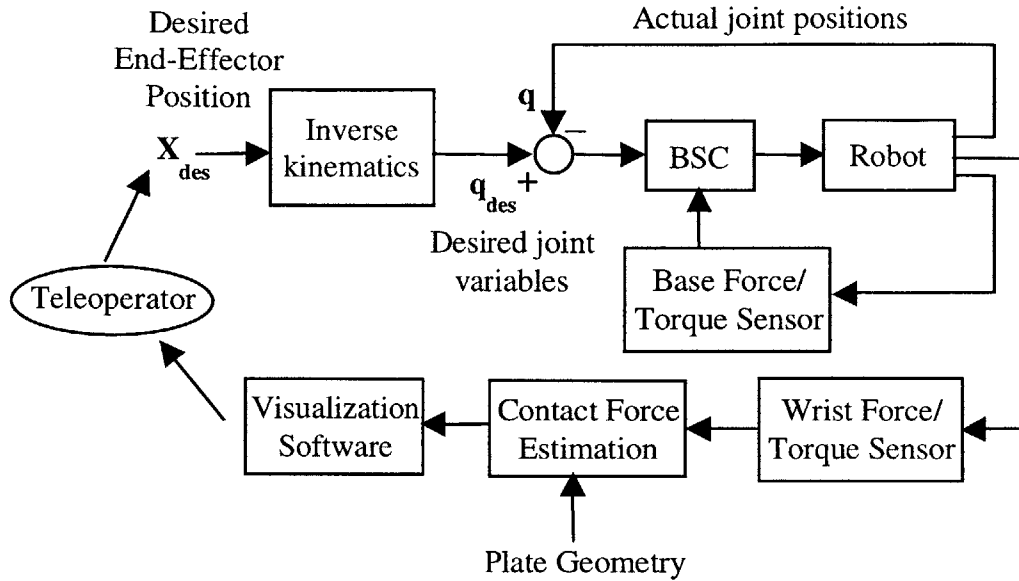 Actual joint positions
Desired
End-Effector
Position
X des
Inverse
kinematics
q
−
+
q des
Desired joint
variables
BSC
Robot
Base Force/
Torque Sensor
Teleoperator
Visualization
Software
Contact Force
Estimation
Wrist Force/
Torque Sensor
Plate Geometry